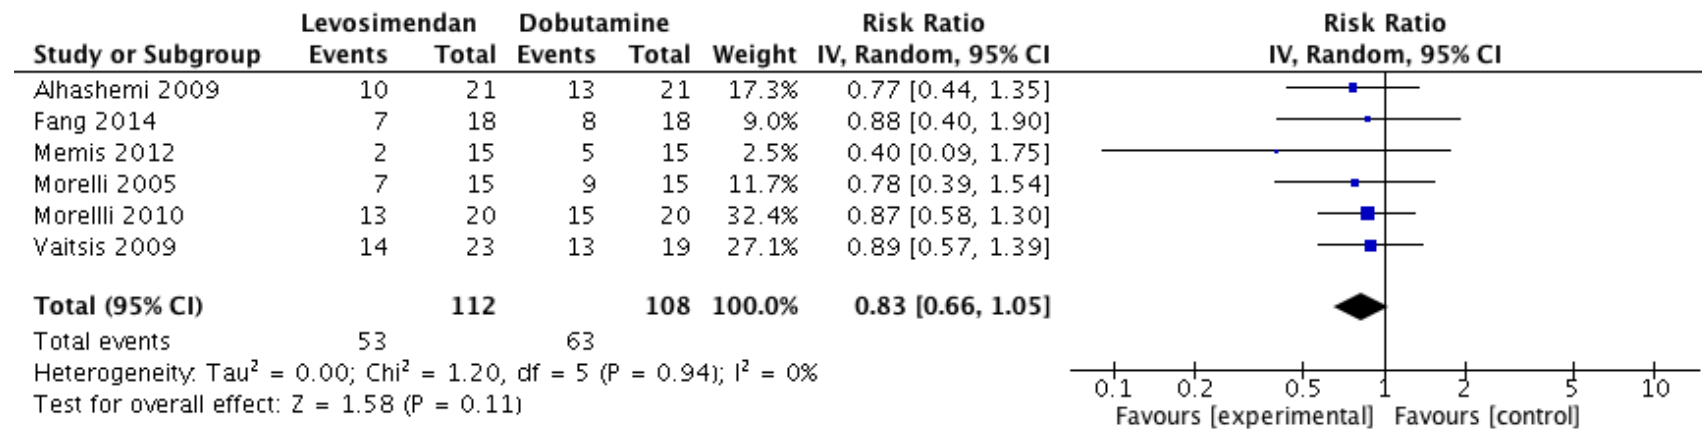 Levosimendan Dobutamine Risk Ratio Risk Ratio
Study or Subgroup Events Total Events Total Weight IV, Random, 95% CI IV, Random, 95% CI
Alhashemi 2009 10 21 13 21 17.3% 0.77 [0.44, 1.35]
Fang 2014 7 18 8 18 9.0% 0.88 [0.40, 1.90]
Memis 2012 2 15 5 15 2.5% 0.40 [0.09, 1.75]
Morelli 2005 7 15 9 15 11.7% 0.78 [0.39, 1.54]
Morellli 2010 13 20 15 20 32.4% 0.87 [0.58, 1.30]
Vaitsis 2009 14 23 13 19 27.1% 0.89 [0.57, 1.39]
Total (95% CI) 112 108 100.0% 0.83 [0.66, 1.05]
Total events 53 63
Heterogeneity: Tau² = 0.00; Chi² = 1.20, df = 5 (P = 0.94); I² = 0%
Test for overall effect: Z = 1.58 (P = 0.11)
0.1 0.2 0.5 1 2 5 10
Favours [experimental] Favours [control]